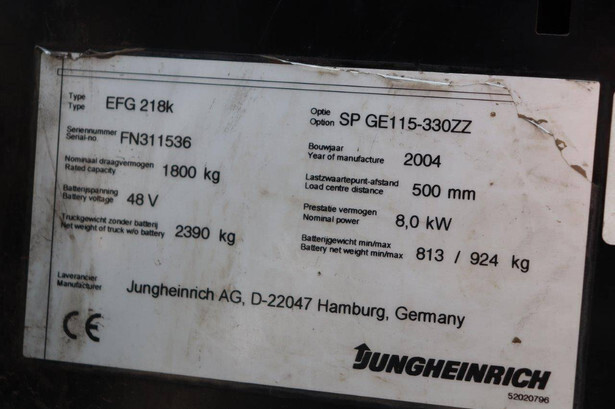 Type
Type EFG 218k
Optie
Option SP GE115-330ZZ
Serienummer
Serial-no. FN311536
Bouwjaar
Year of manufacture 2004
Nominaal draagvermogen
Rated capacity 1800 kg
Lastzwaartepunt-afstand
Load centre distance 500 mm
Batterijspanning
Battery voltage 48 V
Prestatie vermogen
Nominal power 8,0 kW
Truckgewicht zonder batterij
Net weight of truck w/o battery 2390 kg
Batterijgewicht min/max
Battery net weight min/max 813 / 924 kg
Leverancier
Manufacturer Jungheinrich AG, D-22047 Hamburg, Germany
CE
JUNGHEINRICH
52020796